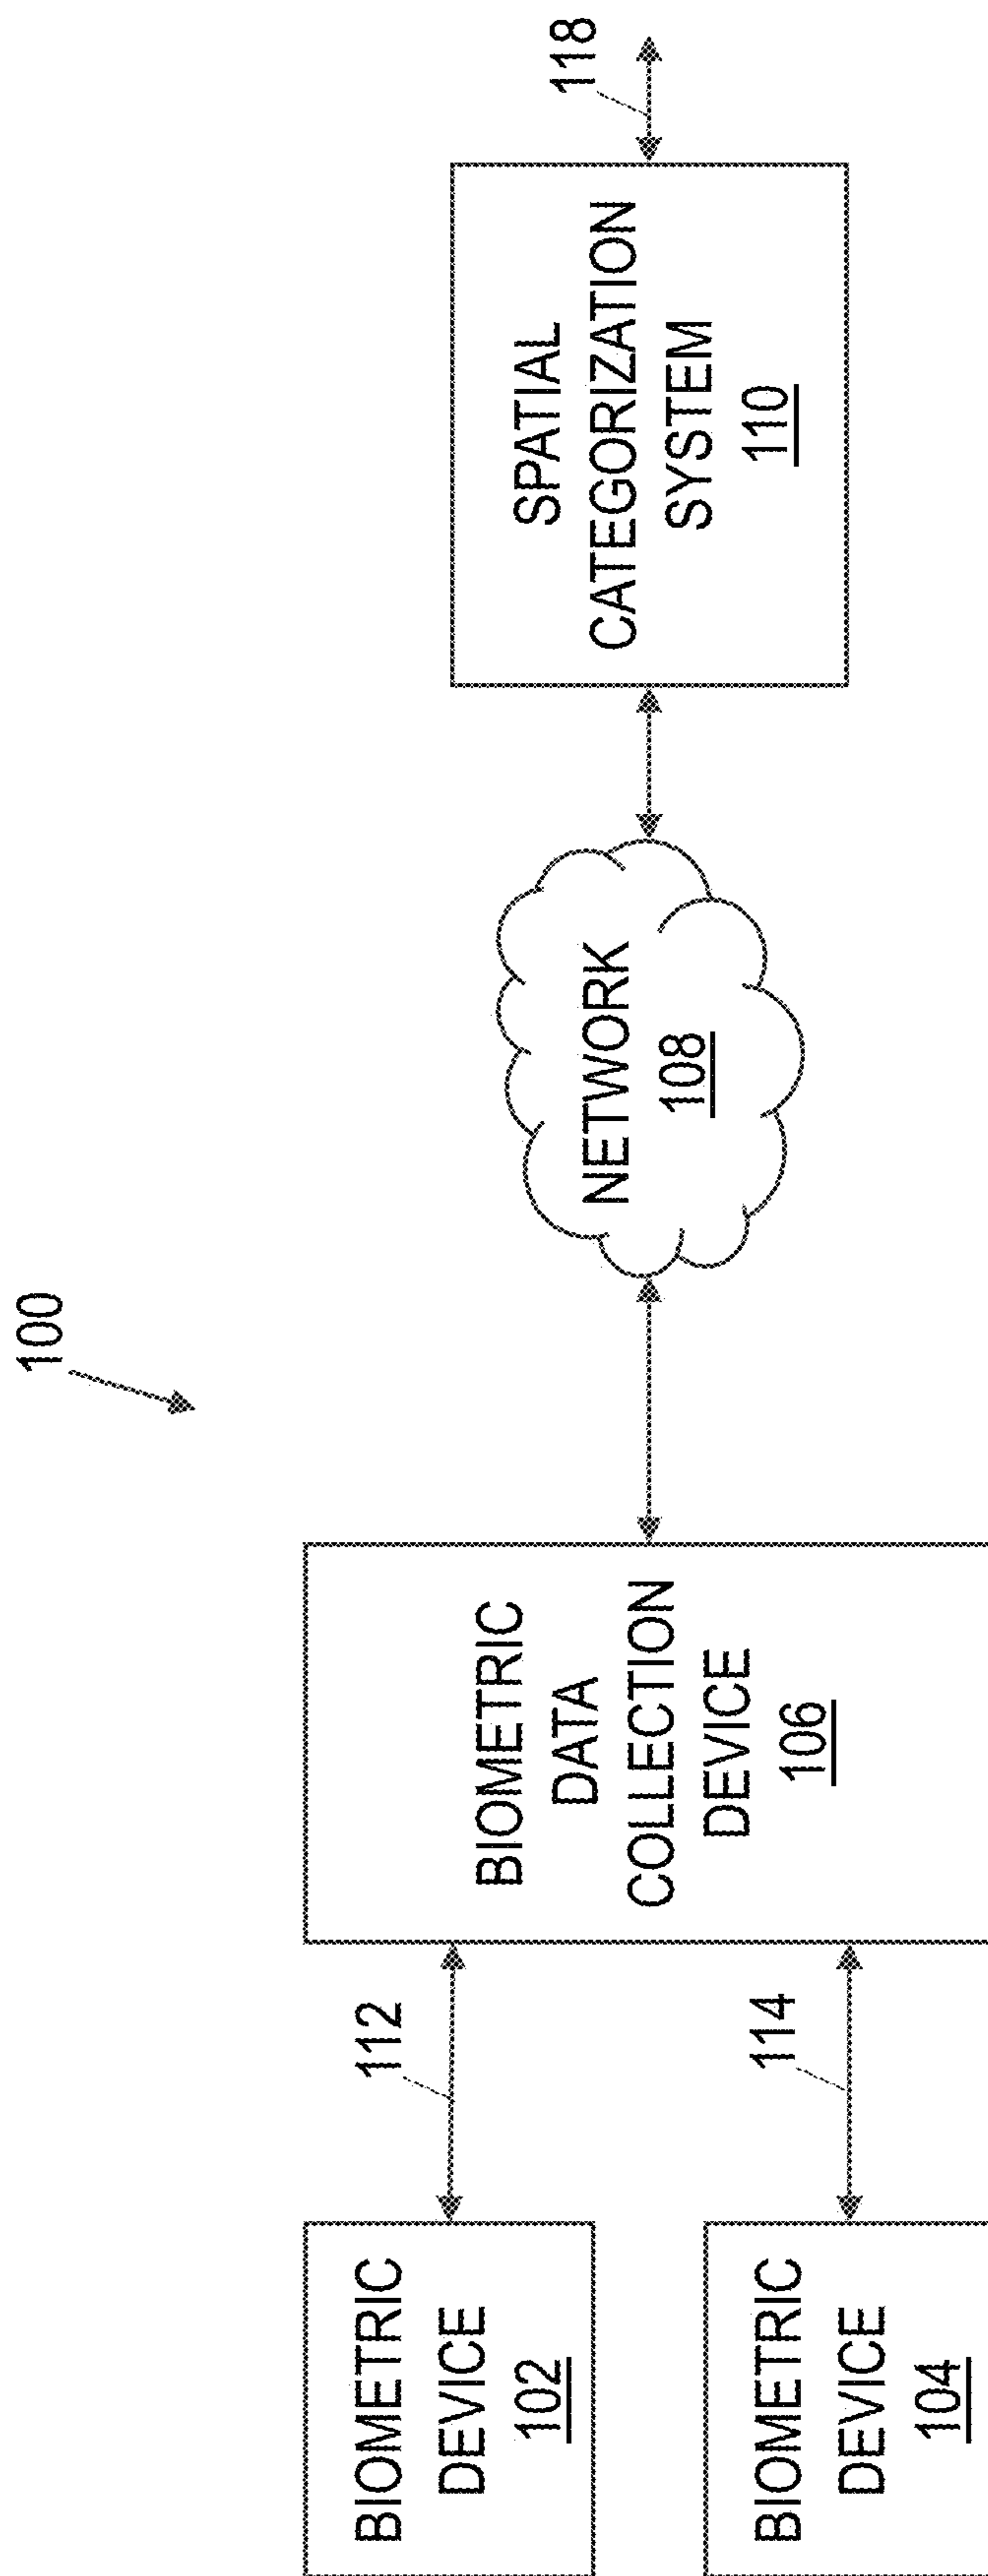 100
BIOMETRIC
DEVICE
102
112
BIOMETRIC
DEVICE
104
114
BIOMETRIC
DATA
COLLECTION
DEVICE
106
NETWORK
108
SPATIAL
CATEGORIZATION
SYSTEM
110
118